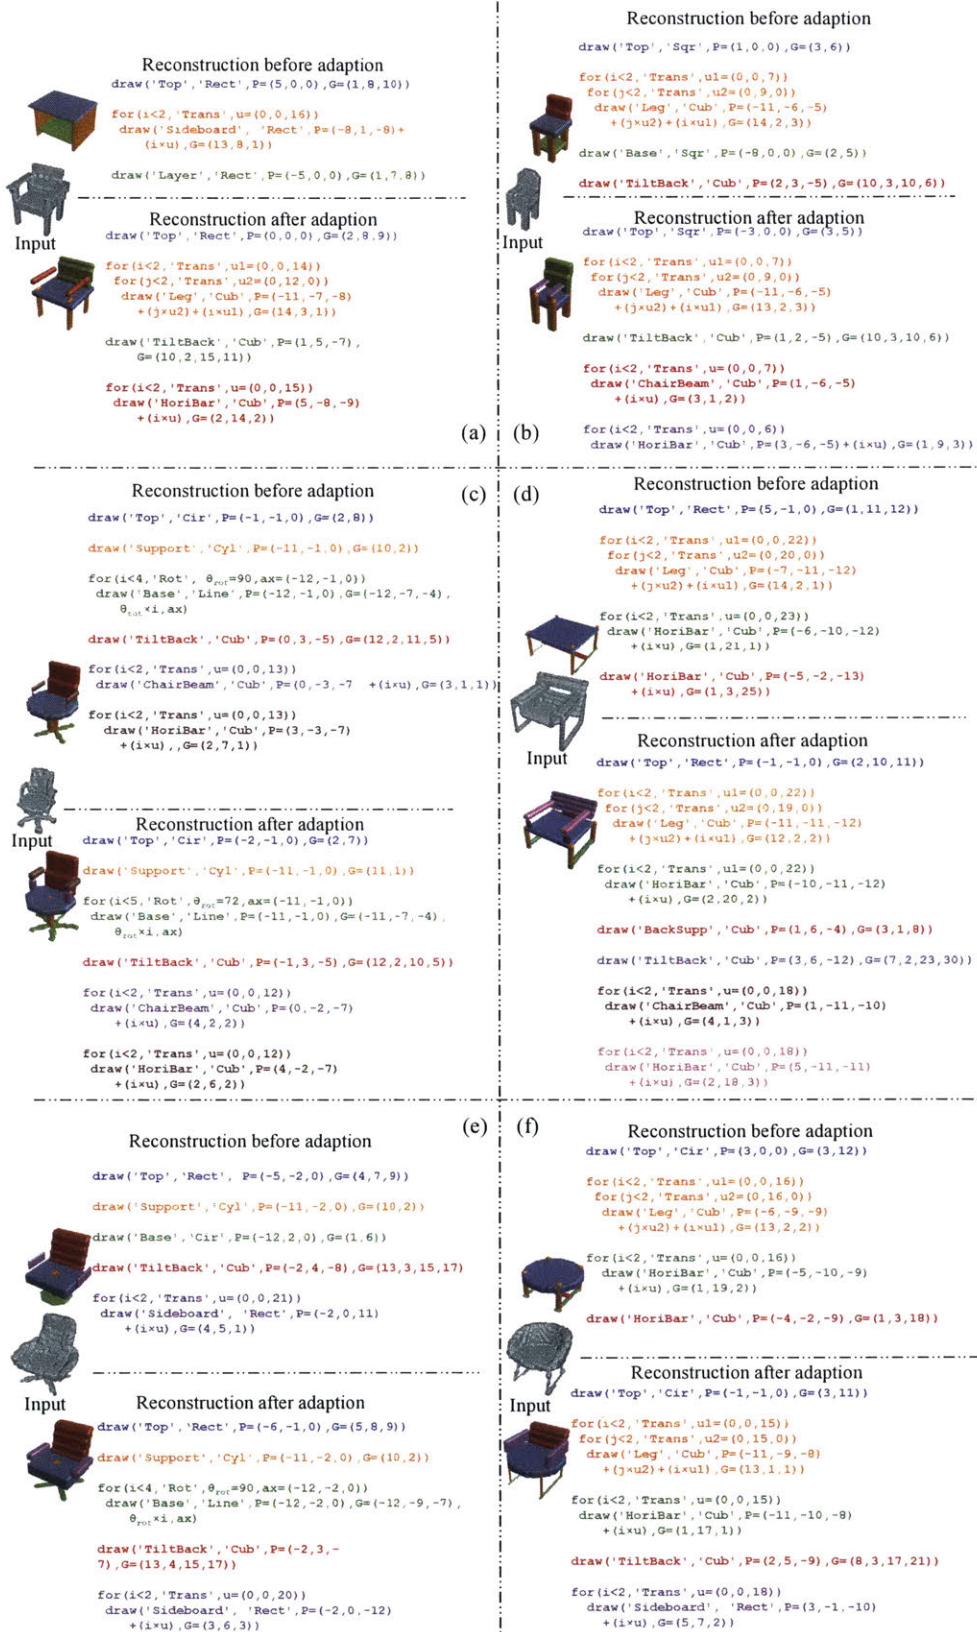 Reconstruction before adaption
draw('Top','Rect',P=(5,0,0),G=(1,8,10))
for(i<2,'Trans',u=(0,0,16))
draw('Sideboard', 'Rect',P=(-8,1,-8)+
(i×u),G=(13,8,1))
draw('Layer','Rect',P=(-5,0,0),G=(1,7,8))
Input
Reconstruction after adaption
draw('Top','Rect',P=(0,0,0),G=(2,8,9))
for(i<2,'Trans',u1=(0,0,14))
for(j<2,'Trans',u2=(0,12,0))
draw('Leg','Cub',P=(-11,-7,-8)
+(j×u2)+(i×u1),G=(14,3,1))
draw('TiltBack','Cub',P=(1,5,-7),
G=(10,2,15,11))
for(i<2,'Trans',u=(0,0,15))
draw('HoriBar','Cub',P=(5,-8,-9)
+(i×u),G=(2,14,2))
(a)
Reconstruction before adaption
draw('Top','Sqr',P=(1,0,0),G=(3,6))
for(i<2,'Trans',u1=(0,0,7))
for(j<2,'Trans',u2=(0,9,0))
draw('Leg','Cub',P=(-11,-6,-5)
+(j×u2)+(i×u1),G=(14,2,3))
draw('Base','Sqr',P=(-8,0,0),G=(2,5))
draw('TiltBack','Cub',P=(2,3,-5),G=(10,3,10,6))
Input
Reconstruction after adaption
draw('Top','Sqr',P=(-3,0,0),G=(3,5))
for(i<2,'Trans',u1=(0,0,7))
for(j<2,'Trans',u2=(0,9,0))
draw('Leg','Cub',P=(-11,-6,-5)
+(j×u2)+(i×u1),G=(13,2,3))
draw('TiltBack','Cub',P=(1,2,-5),G=(10,3,10,6))
for(i<2,'Trans',u=(0,0,7))
draw('ChairBeam','Cub',P=(1,-6,-5)
+(i×u),G=(3,1,2))
for(i<2,'Trans',u=(0,0,6))
draw('HoriBar','Cub',P=(3,-6,-5)+(i×u),G=(1,9,3))
(b)
Reconstruction before adaption
(c)
draw('Top','Cir',P=(-1,-1,0),G=(2,8))
draw('Support','Cyl',P=(-11,-1,0),G=(10,2))
for(i<4,'Rot', θrot=90,ax=(-12,-1,0))
draw('Base','Line',P=(-12,-1,0),G=(-12,-7,-4),
θrot×i,ax)
draw('TiltBack','Cub',P=(0,3,-5),G=(12,2,11,5))
for(i<2,'Trans',u=(0,0,13))
draw('ChairBeam','Cub',P=(0,-3,-7 +(i×u),G=(3,1,1))
for(i<2,'Trans',u=(0,0,13))
draw('HoriBar','Cub',P=(3,-3,-7)
+(i×u),,G=(2,7,1))
Input
Reconstruction after adaption
draw('Top','Cir',P=(-2,-1,0),G=(2,7))
draw('Support','Cyl',P=(-11,-1,0),G=(11,1))
for(i<5,'Rot',θrot=72,ax=(-11,-1,0))
draw('Base','Line',P=(-11,-1,0),G=(-11,-7,-4),
θrot×i,ax)
draw('TiltBack','Cub',P=(-1,3,-5),G=(12,2,10,5))
for(i<2,'Trans',u=(0,0,12))
draw('ChairBeam','Cub',P=(0,-2,-7)
+(i×u),G=(4,2,2))
for(i<2,'Trans',u=(0,0,12))
draw('HoriBar','Cub',P=(4,-2,-7)
+(i×u),G=(2,6,2))
(d)
Reconstruction before adaption
draw('Top','Rect',P=(5,-1,0),G=(1,11,12))
for(i<2,'Trans',u1=(0,0,22))
for(j<2,'Trans',u2=(0,20,0))
draw('Leg','Cub',P=(-7,-11,-12)
+(j×u2)+(i×u1),G=(14,2,1))
for(i<2,'Trans',u=(0,0,23))
draw('HoriBar','Cub',P=(-6,-10,-12)
+(i×u),G=(1,21,1))
draw('HoriBar','Cub',P=(-5,-2,-13)
+(i×u),G=(1,3,25))
Input
Reconstruction after adaption
draw('Top','Rect',P=(-1,-1,0),G=(2,10,11))
for(i<2,'Trans',u1=(0,0,22))
for(j<2,'Trans',u2=(0,19,0))
draw('Leg','Cub',P=(-11,-11,-12)
+(j×u2)+(i×u1),G=(12,2,2))
for(i<2,'Trans',u1=(0,0,22))
draw('HoriBar','Cub',P=(-10,-11,-12)
+(i×u),G=(2,20,2))
draw('BackSupp','Cub',P=(1,6,-4),G=(3,1,8))
draw('TiltBack','Cub',P=(3,6,-12),G=(7,2,23,30))
for(i<2,'Trans',u=(0,0,18))
draw('ChairBeam','Cub',P=(1,-11,-10)
+(i×u),G=(4,1,3))
for(i<2,'Trans',u=(0,0,18))
draw('HoriBar','Cub',P=(5,-11,-11)
+(i×u),G=(2,18,3))
(e)
Reconstruction before adaption
draw('Top','Rect', P=(-5,-2,0),G=(4,7,9))
draw('Support','Cyl',P=(-11,-2,0),G=(10,2))
draw('Base','Cir',P=(-12,2,0),G=(1,6))
draw('TiltBack','Cub',P=(-2,4,-8),G=(13,3,15,17)
for(i<2,'Trans',u=(0,0,21))
draw('Sideboard', 'Rect',P=(-2,0,11)
+(i×u),G=(4,5,1))
Input
Reconstruction after adaption
draw('Top','Rect',P=(-6,-1,0),G=(5,8,9))
draw('Support','Cyl',P=(-11,-2,0),G=(10,2))
for(i<4,'Rot',θrot=90,ax=(-12,-2,0))
draw('Base','Line',P=(-12,-2,0),G=(-12,-9,-7),
θrot×i,ax)
draw('TiltBack','Cub',P=(-2,3,-
7),G=(13,4,15,17))
for(i<2,'Trans',u=(0,0,20))
draw('Sideboard', 'Rect',P=(-2,0,-12)
+(i×u),G=(3,6,3))
(f)
Reconstruction before adaption
draw('Top','Cir',P=(3,0,0),G=(3,12))
for(i<2,'Trans',u1=(0,0,16))
for(j<2,'Trans',u2=(0,16,0))
draw('Leg','Cub',P=(-6,-9,-9)
+(j×u2)+(i×u1),G=(13,2,2))
for(i<2,'Trans',u=(0,0,16))
draw('HoriBar','Cub',P=(-5,-10,-9)
+(i×u),G=(1,19,2))
draw('HoriBar','Cub',P=(-4,-2,-9),G=(1,3,18))
Input
Reconstruction after adaption
draw('Top','Cir',P=(-1,-1,0),G=(3,11))
for(i<2,'Trans',u1=(0,0,15))
for(j<2,'Trans',u2=(0,15,0))
draw('Leg','Cub',P=(-11,-9,-8)
+(j×u2)+(i×u1),G=(13,1,1))
for(i<2,'Trans',u=(0,0,15))
draw('HoriBar','Cub',P=(-11,-10,-8)
+(i×u),G=(1,17,1))
draw('TiltBack','Cub',P=(2,5,-9),G=(8,3,17,21))
for(i<2,'Trans',u=(0,0,18))
draw('Sideboard', 'Rect',P=(3,-1,-10)
+(i×u),G=(5,7,2))